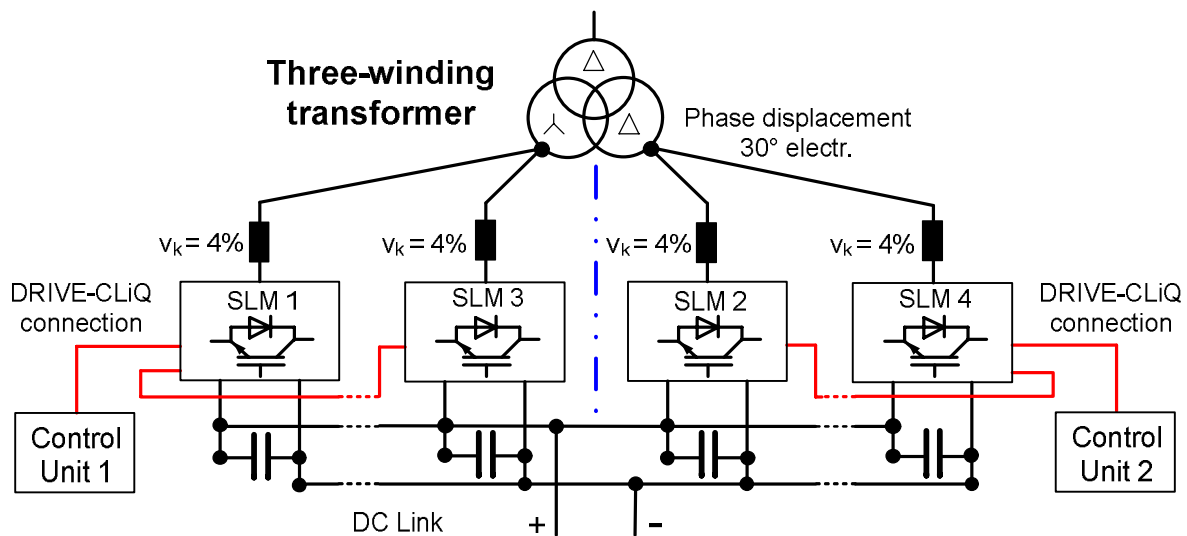 Three-winding
transformer
Phase displacement
30° electr.
vk = 4%
vk = 4%
vk = 4%
vk = 4%
DRIVE-CLiQ
connection
SLM 1
SLM 3
SLM 2
SLM 4
DRIVE-CLiQ
connection
Control
Unit 1
Control
Unit 2
DC Link
+
−